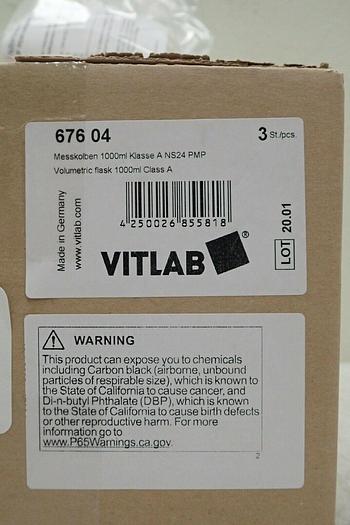 676 04
3 St./pcs.
Messkolben 1000ml Klasse A NS24 PMP
Volumetric flask 1000ml Class A
Made in Germany
www.vitlab.com
4 250026 855818
VITLAB®
LOT 20.01
WARNING
This product can expose you to chemicals
including Carbon black (airborne, unbound
particles of respirable size), which is known to
the State of California to cause cancer, and
Di-n-butyl Phthalate (DBP), which is known
to the State of California to cause birth defects
or other reproductive harm. For more
information go to
www.P65Warnings.ca.gov.
2